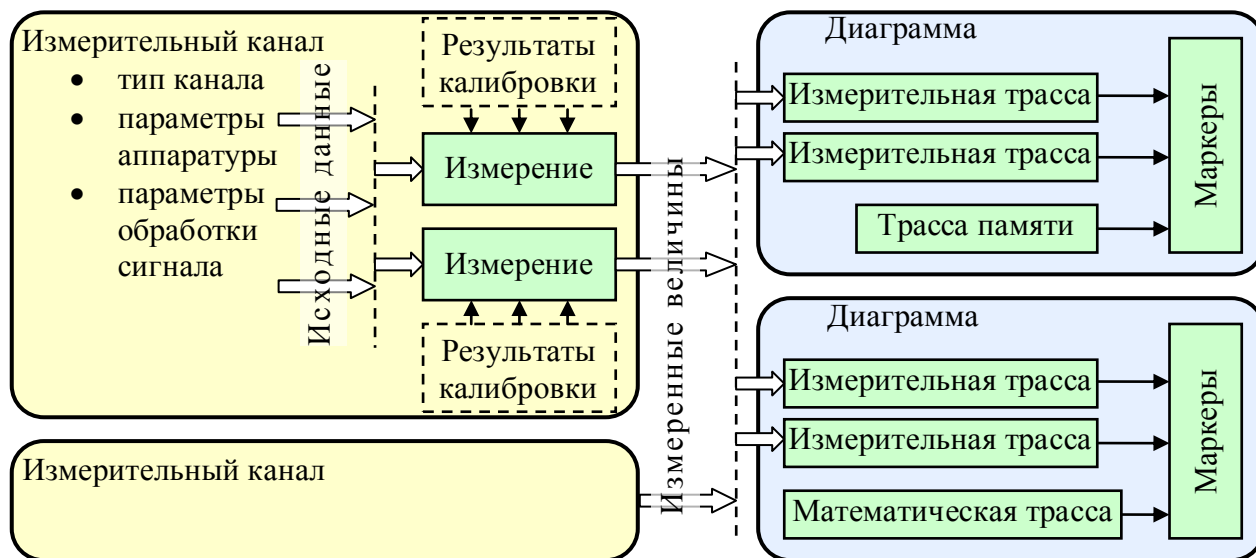 Измерительный канал
• тип канала
• параметры
аппаратуры
• параметры
обработки
сигнала
Исходные данные
Результаты
калибровки
Измерение
Измерение
Результаты
калибровки
Измерительный канал
Измеренные величины
Диаграмма
Измерительная трасса
Измерительная трасса
Трасса памяти
Маркеры
Диаграмма
Измерительная трасса
Измерительная трасса
Математическая трасса
Маркеры